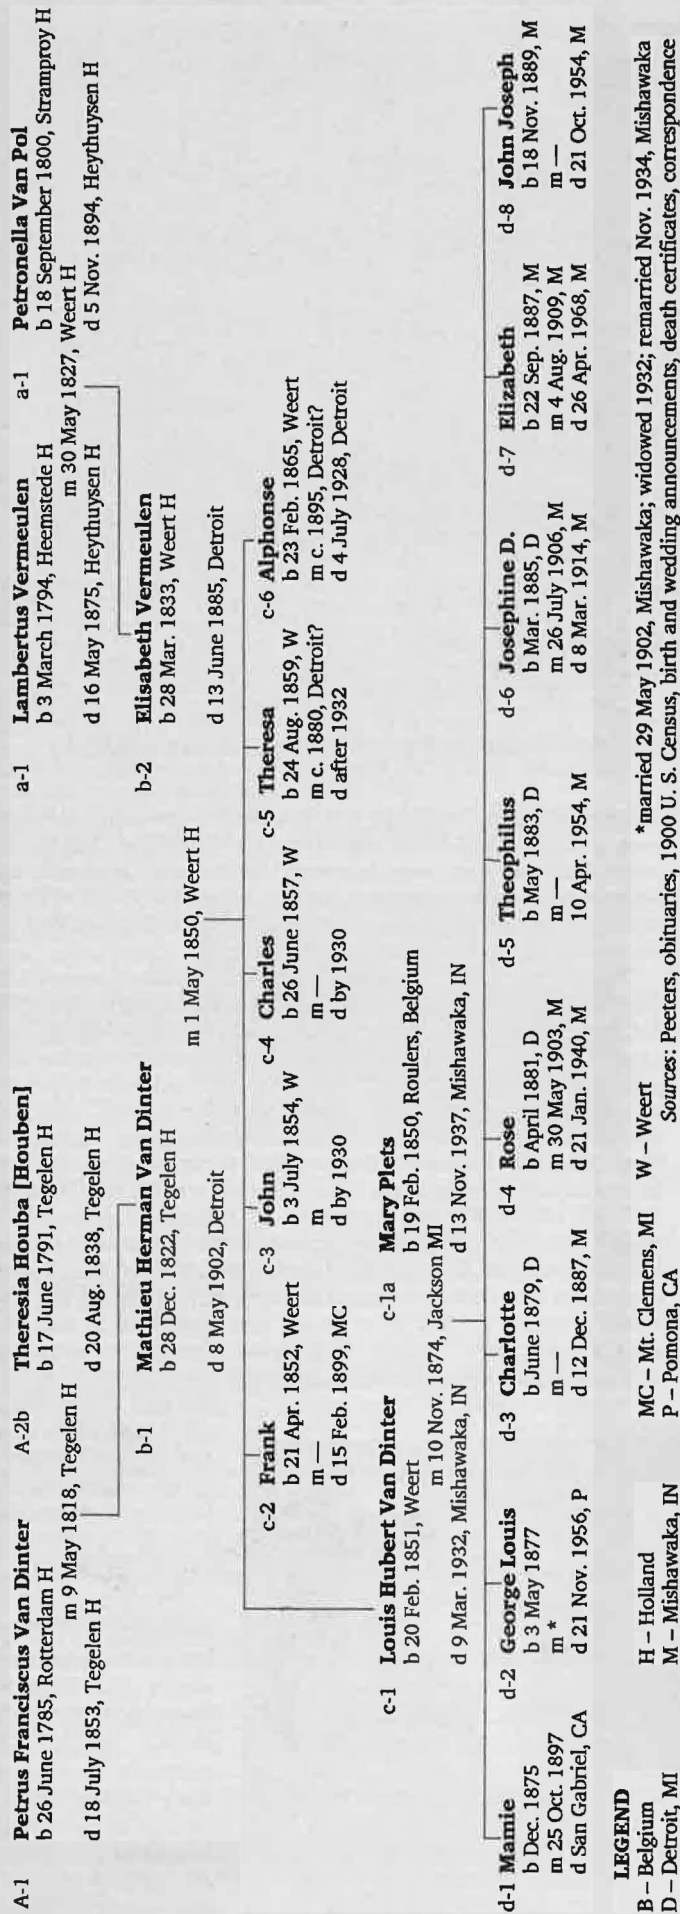 A-1 Petrus Franciscus Van Dinter
b 26 June 1785, Rotterdam H
m 9 May 1818, Tegelen H
d 18 July 1853, Tegelen H
A-2b Theresia Houba [Houben]
b 17 June 1791, Tegelen H
d 20 Aug. 1838, Tegelen H
a-1 Lambertus Vermeulen
b 3 March 1794, Heemstede H
m 30 May 1827, Weert H
d 16 May 1875, Heythuysen H
a-1 Petronella Van Pol
b 18 September 1800, Stramproy H
d 5 Nov. 1894, Heythuysen H
b-1 Mathieu Herman Van Dinter
b 28 Dec. 1822, Tegelen H
m 1 May 1850, Weert H
d 8 May 1902, Detroit
b-2 Elisabeth Vermeulen
b 28 Mar. 1833, Weert H
d 13 June 1885, Detroit
c-2 Frank
b 21 Apr. 1852, Weert
m —
d 15 Feb. 1899, MC
c-3 John
b 3 July 1854, W
m
d by 1930
c-4 Charles
b 26 June 1857, W
m —
d by 1930
c-5 Theresa
b 24 Aug. 1859, W
m c. 1880, Detroit?
d after 1932
c-6 Alphonse
b 23 Feb. 1865, Weert
m c. 1895, Detroit?
d 4 July 1928, Detroit
c-1 Louis Hubert Van Dinter
b 20 Feb. 1851, Weert
m 10 Nov. 1874, Jackson MI
d 9 Mar. 1932, Mishawaka, IN
c-1a Mary Plets
b 19 Feb. 1850, Roulers, Belgium
d 13 Nov. 1937, Mishawaka, IN
d-1 Mamie
b Dec. 1875
m 25 Oct. 1897
d San Gabriel, CA
d-2 George Louis
b 3 May 1877
m *
d 21 Nov. 1956, P
d-3 Charlotte
b June 1879, D
m —
d 12 Dec. 1887, M
d-4 Rose
b April 1881, D
m 30 May 1903, M
d 21 Jan. 1940, M
d-5 Theophilus
b May 1883, D
m —
10 Apr. 1954, M
d-6 Josephine D.
b Mar. 1885, D
m 26 July 1906, M
d 8 Mar. 1914, M
d-7 Elizabeth
b 22 Sep. 1887, M
m 4 Aug. 1909, M
d 26 Apr. 1968, M
d-8 John Joseph
b 18 Nov. 1889, M
m —
d 21 Oct. 1954, M
LEGEND
B – Belgium H – Holland MC – Mt. Clemens, MI W – Weert *married 29 May 1902, Mishawaka; widowed 1932; remarried Nov. 1934, Mishawaka
D – Detroit, MI M – Mishawaka, IN P – Pomona, CA Sources: Peeters, obituaries, 1900 U. S. Census, birth and wedding announcements, death certificates, correspondence